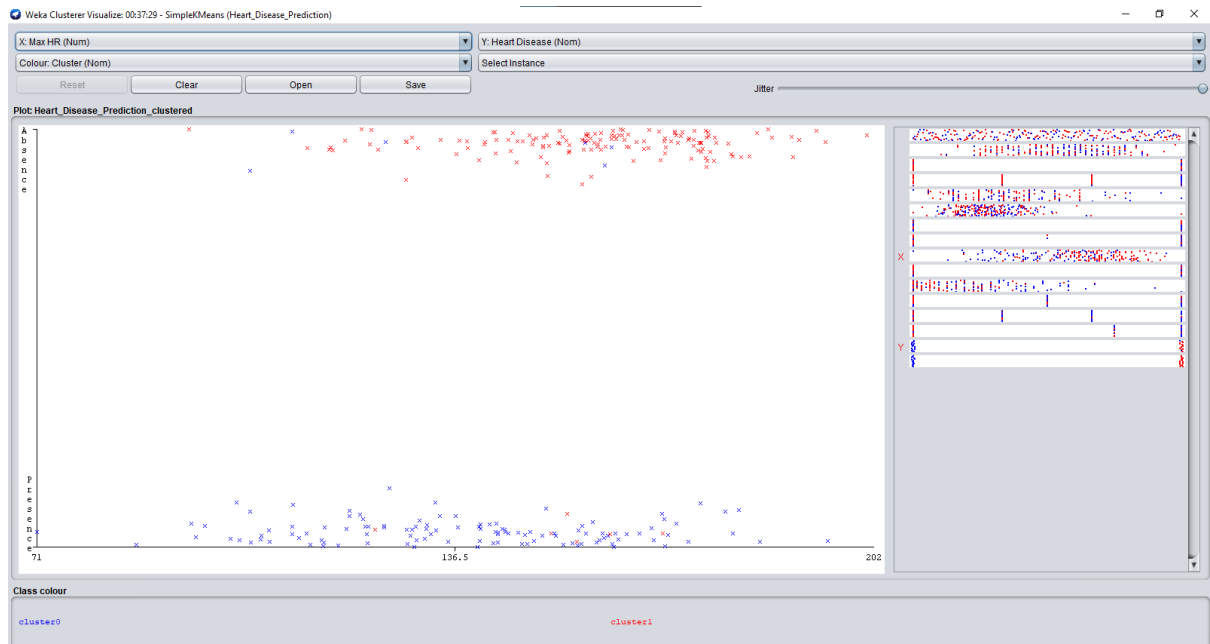 Weka Clusterer Visualize: 00:37:29 - SimpleKMeans (Heart_Disease_Prediction)
X: Max HR (Num)
Y: Heart Disease (Nom)
Colour: Cluster (Nom)
Select Instance
Reset
Clear
Open
Save
Jitter
Plot: Heart_Disease_Prediction_clustered
Absence
Presence
71
136.5
202
X
Y
Class colour
cluster0
cluster1